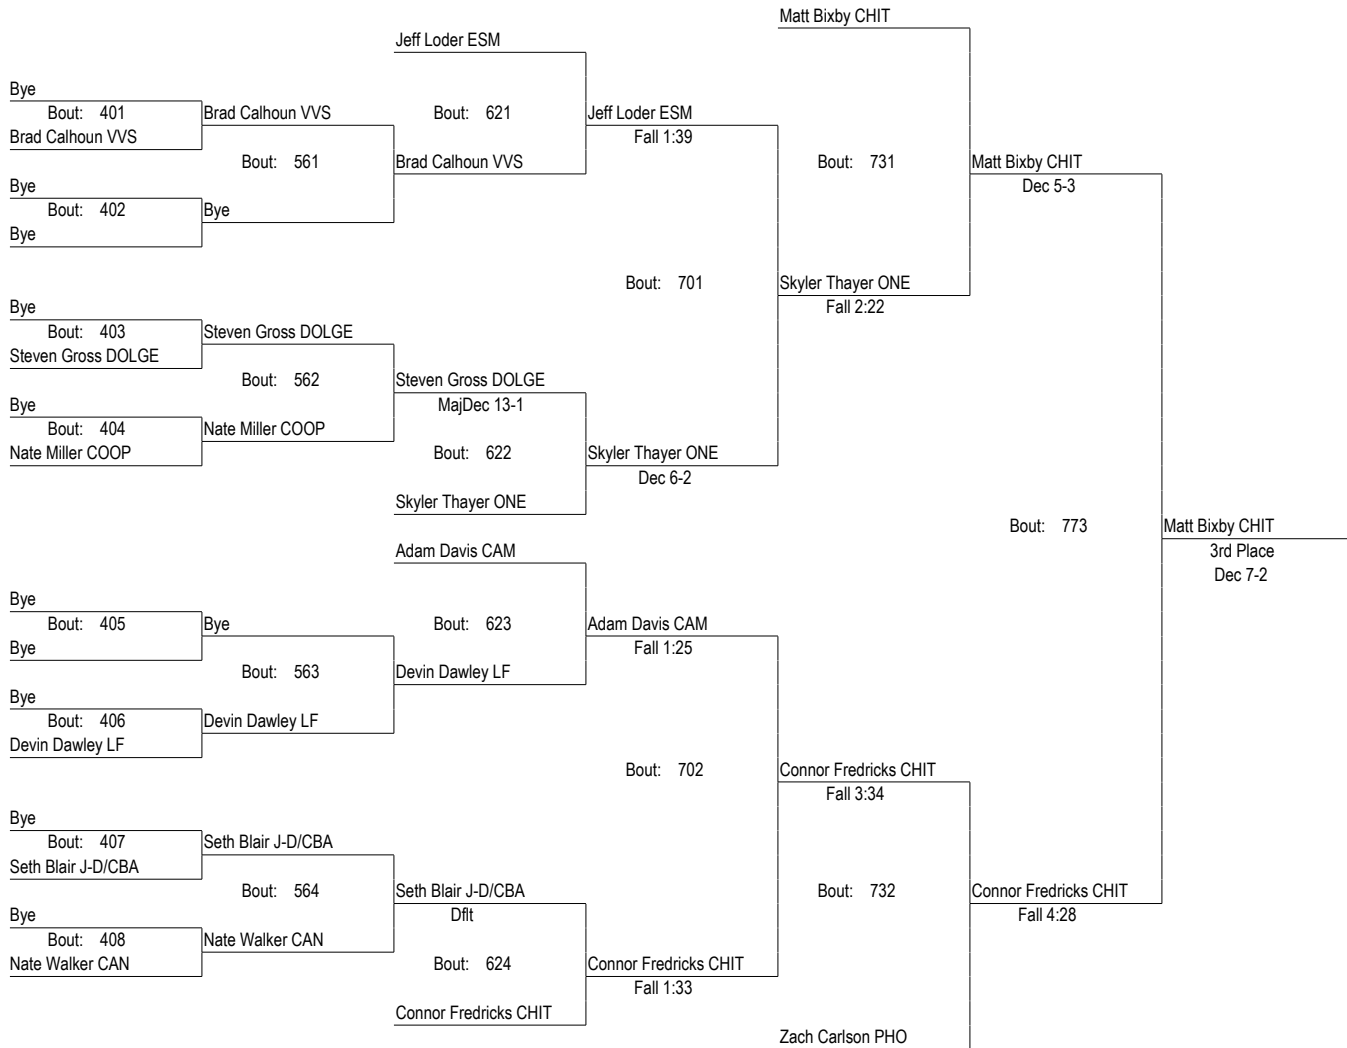 Matt Bixby CHIT
Jeff Loder ESM
Bye
Bout: 401
Brad Calhoun VVS
Brad Calhoun VVS
Bout: 621
Jeff Loder ESM
Fall 1:39
Bout: 561
Brad Calhoun VVS
Bout: 731
Matt Bixby CHIT
Dec 5-3
Bye
Bout: 402
Bye
Bye
Bout: 701
Skyler Thayer ONE
Fall 2:22
Bye
Bout: 403
Steven Gross DOLGE
Steven Gross DOLGE
Bout: 562
Steven Gross DOLGE
MajDec 13-1
Bye
Bout: 404
Nate Miller COOP
Nate Miller COOP
Bout: 622
Skyler Thayer ONE
Dec 6-2
Skyler Thayer ONE
Bout: 773
Matt Bixby CHIT
3rd Place
Dec 7-2
Adam Davis CAM
Bye
Bout: 405
Bye
Bye
Bout: 623
Adam Davis CAM
Fall 1:25
Bout: 563
Devin Dawley LF
Bye
Bout: 406
Devin Dawley LF
Devin Dawley LF
Bout: 702
Connor Fredricks CHIT
Fall 3:34
Bye
Bout: 407
Seth Blair J-D/CBA
Seth Blair J-D/CBA
Bout: 564
Seth Blair J-D/CBA
Dflt
Bout: 732
Connor Fredricks CHIT
Fall 4:28
Bye
Bout: 408
Nate Walker CAN
Nate Walker CAN
Bout: 624
Connor Fredricks CHIT
Fall 1:33
Connor Fredricks CHIT
Zach Carlson PHO